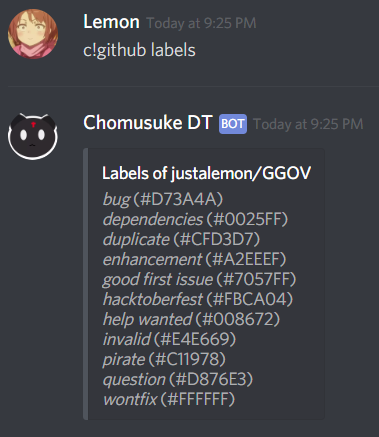 Lemon Today at 9:25 PM
c!github labels
Chomusuke DT BOT Today at 9:25 PM
Labels of justalemon/GGOV
bug (#D73A4A)
dependencies (#0025FF)
duplicate (#CFD3D7)
enhancement (#A2EEEF)
good first issue (#7057FF)
hacktoberfest (#FBCA04)
help wanted (#008672)
invalid (#E4E669)
pirate (#C11978)
question (#D876E3)
wontfix (#FFFFFF)